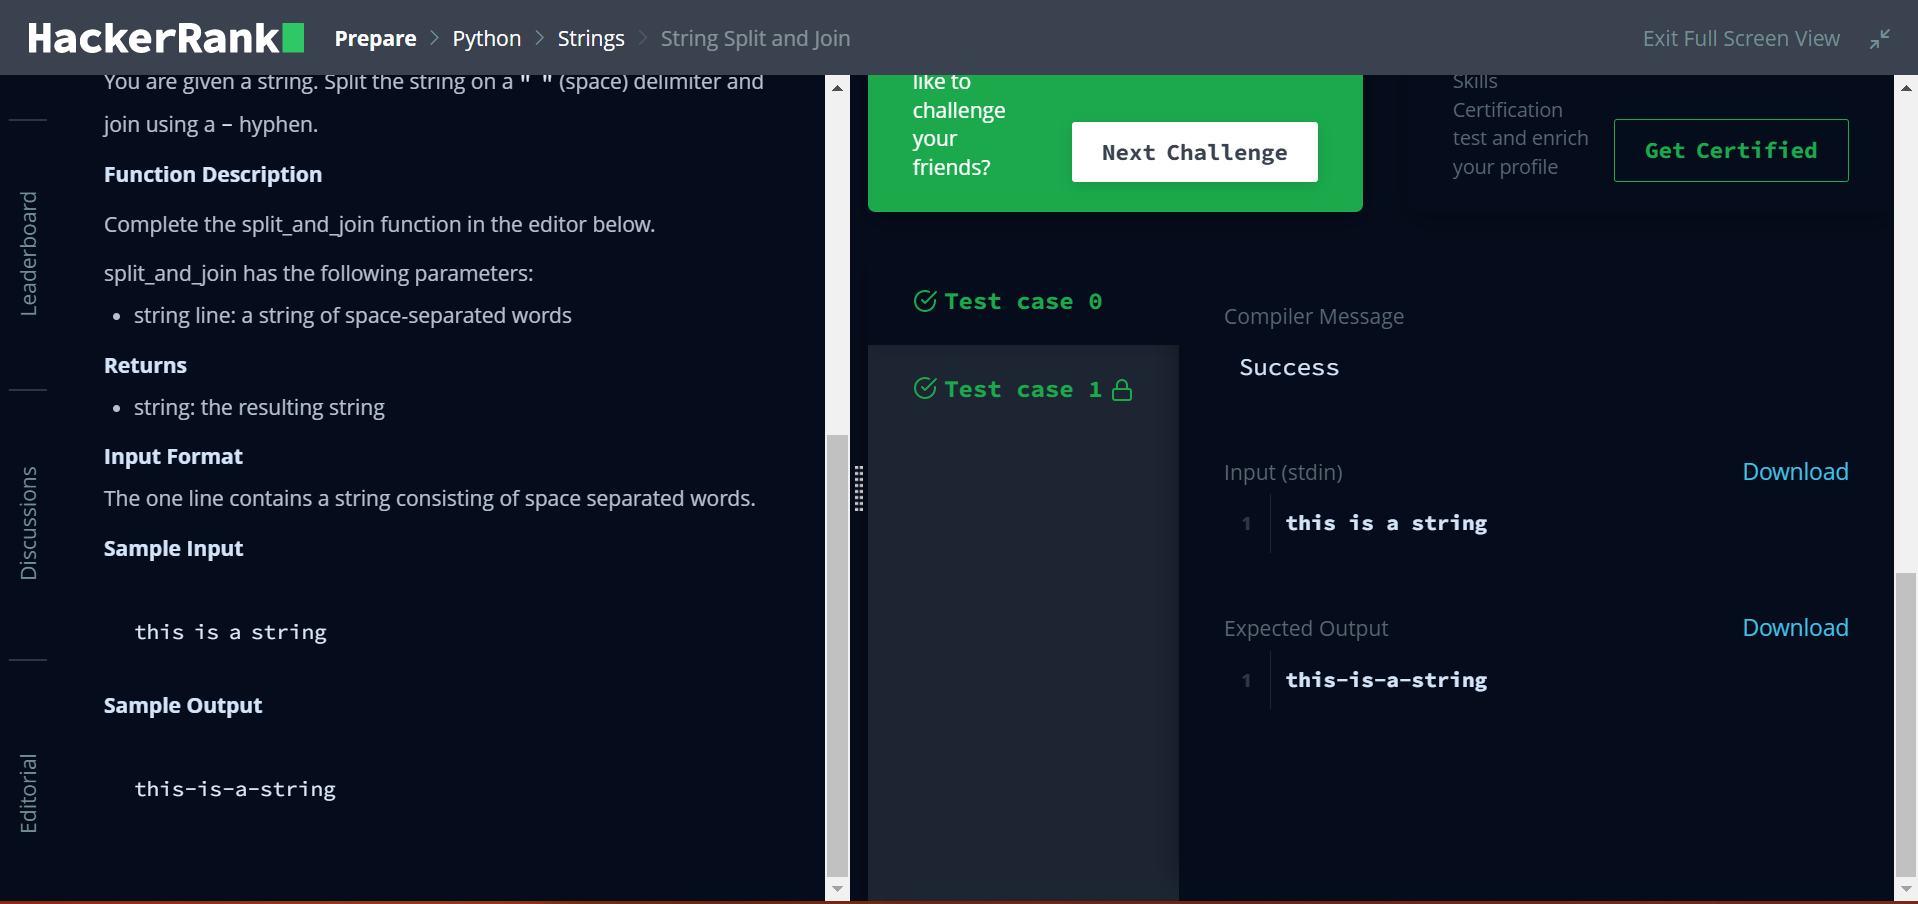 HackerRank
Prepare > Python > Strings > String Split and Join
Exit Full Screen View
Leaderboard
Discussions
Editorial
You are given a string. Split the string on a " " (space) delimiter and
join using a - hyphen.
Function Description
Complete the split_and_join function in the editor below.
split_and_join has the following parameters:
• string line: a string of space-separated words
Returns
• string: the resulting string
Input Format
The one line contains a string consisting of space separated words.
Sample Input
this is a string
Sample Output
this-is-a-string
like to
challenge
your
friends?
Next Challenge
Skills
Certification
test and enrich
your profile
Get Certified
Test case 0
Test case 1
Compiler Message
Success
Input (stdin)
Download
1 this is a string
Expected Output
Download
1 this-is-a-string